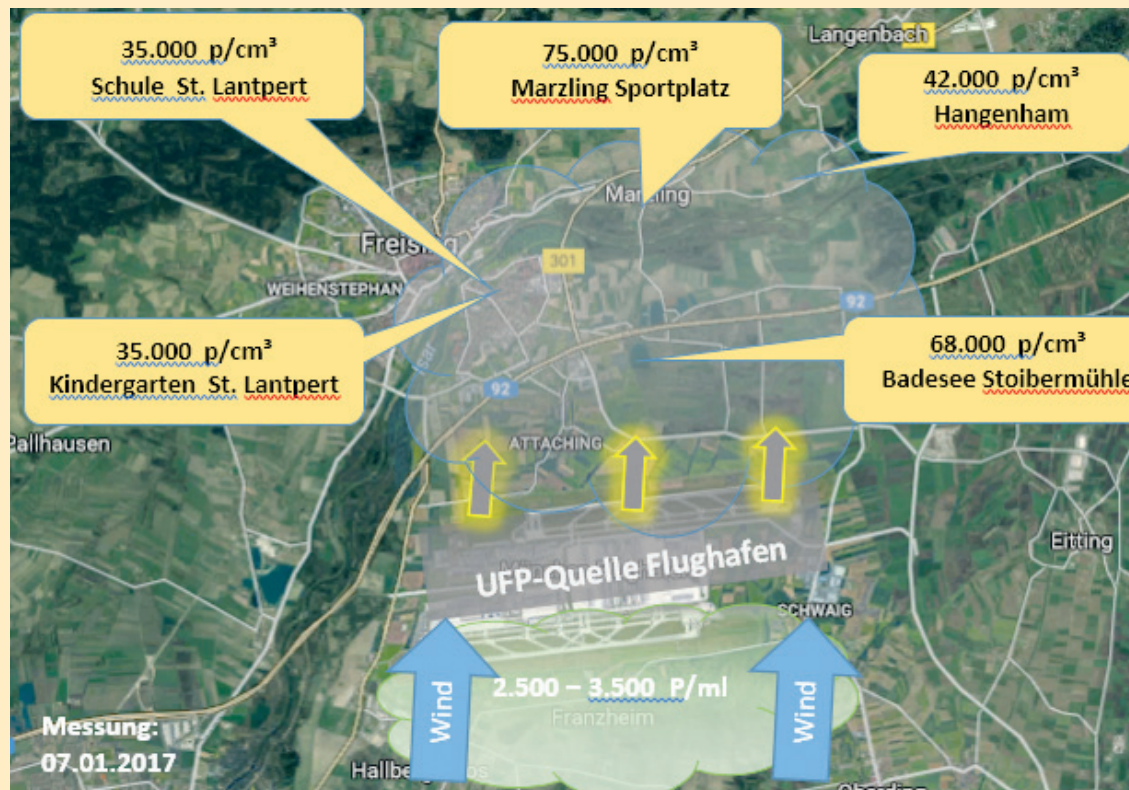 35.000 p/cm³
Schule St. Lantpert
75.000 p/cm³
Marzling Sportplatz
Langenbach
42.000 p/cm³
Hangenham
Marzling
Freising
301
WEIHENSTEPHAN
92
35.000 p/cm³
Kindergarten St. Lantpert
68.000 p/cm³
Badesee Stoibermühle
92
Pallhausen
ATTACHING
Eitting
UFP-Quelle Flughafen
SCHWAIG
Wind
2.500 – 3.500 P/ml
Wind
Franzheim
Messung:
07.01.2017